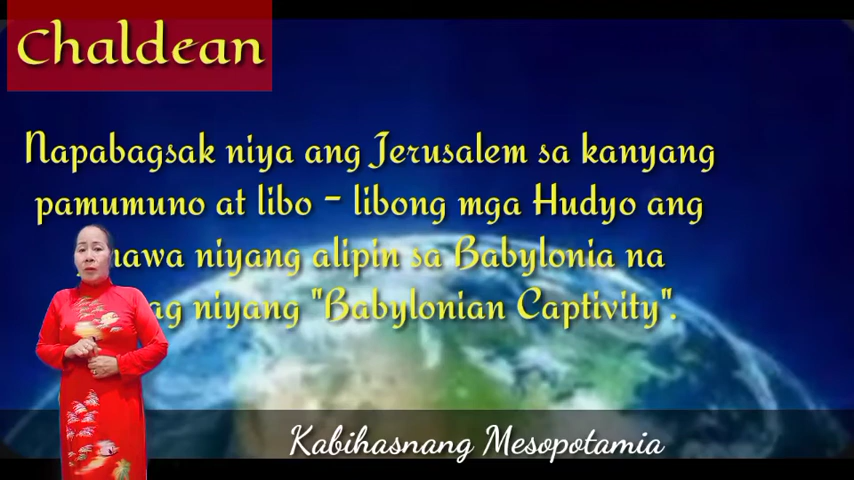 Chaldean
Napabagsak niya ang Jerusalem sa kanyang
pamumuno at libo - libong mga Hudyo ang
niyang alipin sa Babylonia na
niyang "Babylonian Captivity".
Kabihasnang Mesopotamia